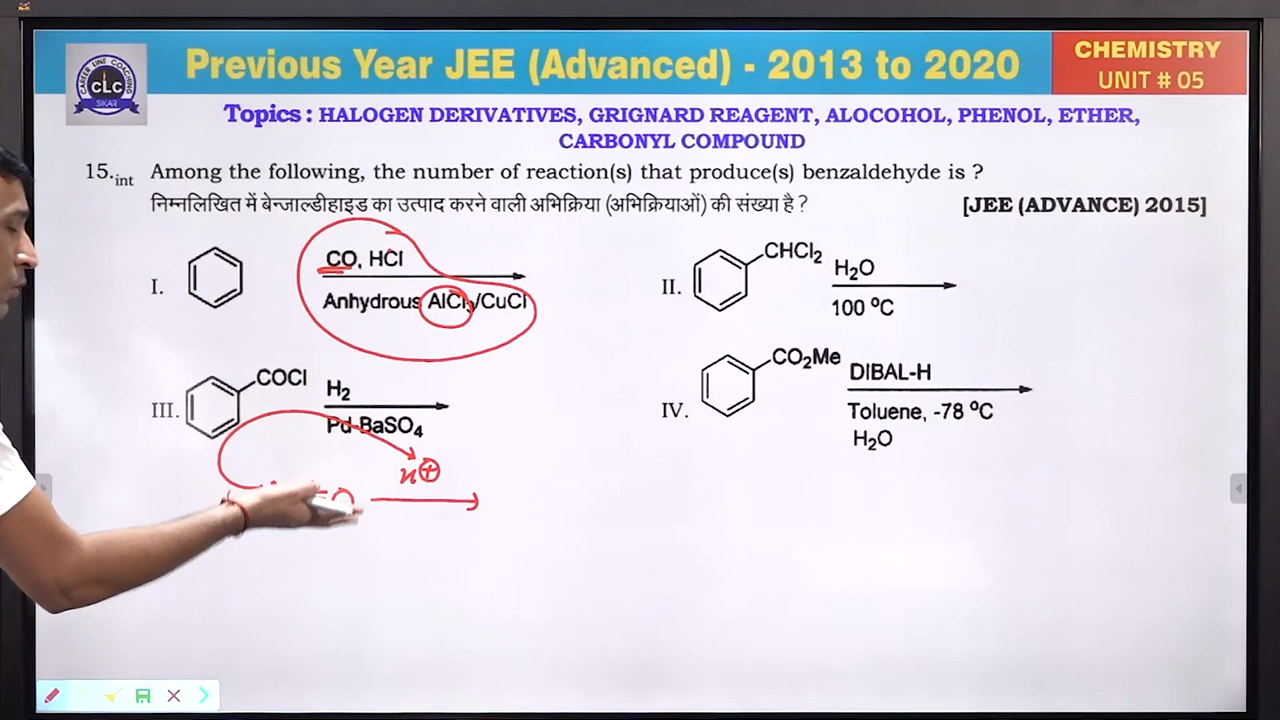 Previous Year JEE (Advanced) - 2013 to 2020
CHEMISTRY
UNIT # 05
CAREER LINE COACHING
CLC
SIKAR
Topics : HALOGEN DERIVATIVES, GRIGNARD REAGENT, ALOCOHOL, PHENOL, ETHER,
CARBONYL COMPOUND
15.int Among the following, the number of reaction(s) that produce(s) benzaldehyde is ?
निम्नलिखित में बेन्जाल्डीहाइड का उत्पाद करने वाली अभिक्रिया (अभिक्रियाओं) की संख्या है ?
[JEE (ADVANCE) 2015]
I.
CO, HCl
Anhydrous AlCl3/CuCl
II.
CHCl2
H2O
100 ºC
III.
COCl
H2
Pd-BaSO4
IV.
CO2Me
DIBAL-H
Toluene, -78 ºC
H2O